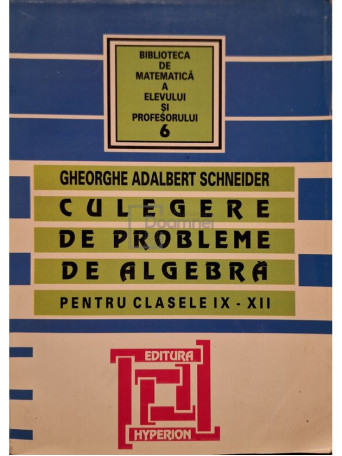 BIBLIOTECA
DE
MATEMATICĂ
A
ELEVULUI
ȘI
PROFESORULUI
6
GHEORGHE ADALBERT SCHNEIDER
CULEGERE
DE PROBLEME
DE ALGEBRĂ
PENTRU CLASELE IX - XII
EDITURA
HYPERION